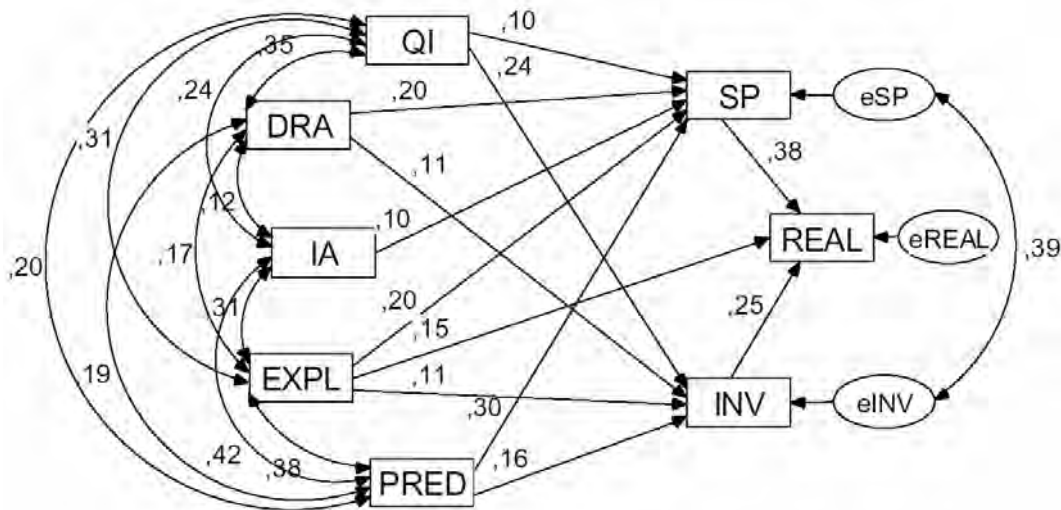 QI
,10
,35
,24
,24
,20
SP
eSP
DRA
,31
,11
,38
,12
,10
REAL
eREAL
IA
,39
,17
,20
,31
,20
,15
,25
EXPL
,11
,19
,30
INV
eINV
,42
,38
,16
PRED